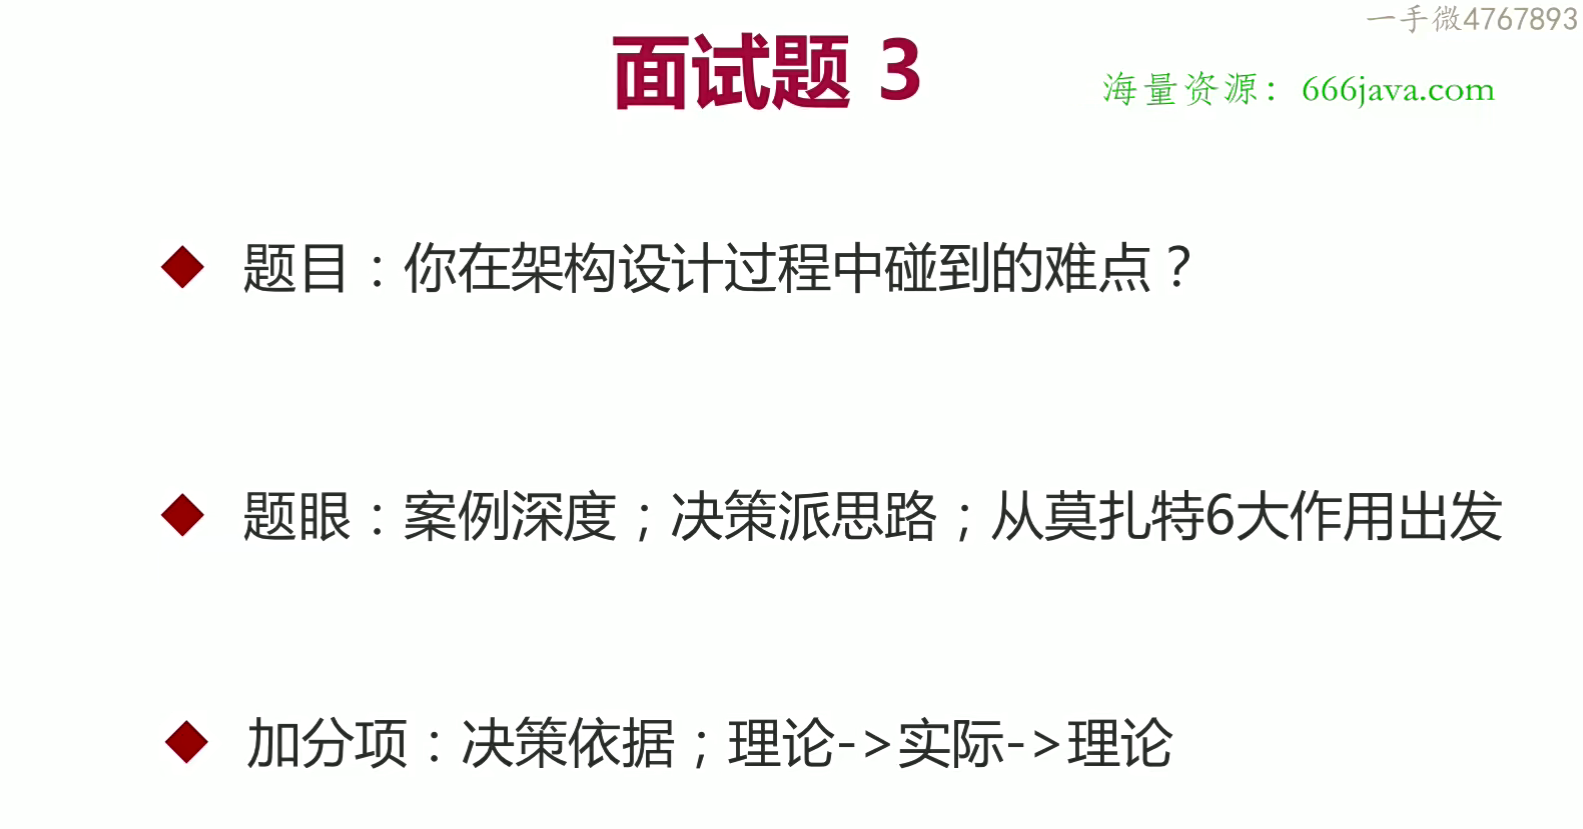 一手微4767893
面试题 3
海量资源：666java.com
◆ 题目：你在架构设计过程中碰到的难点？
◆ 题眼：案例深度；决策派思路；从莫扎特6大作用出发
◆ 加分项：决策依据；理论->实际->理论